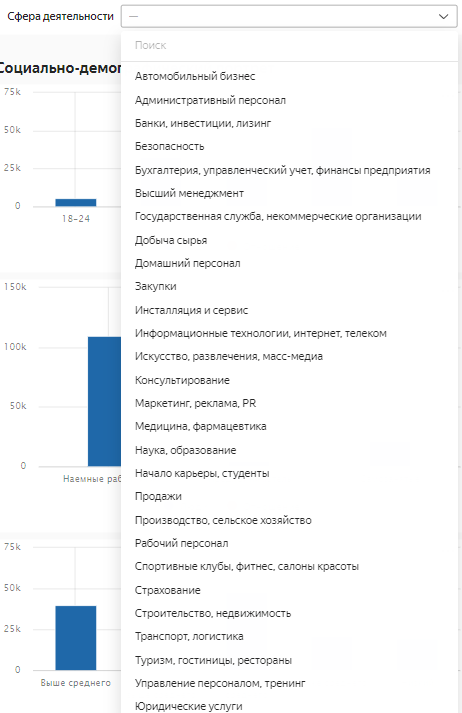 Сфера деятельности
—
Поиск
Социально-демог
Автомобильный бизнес
Административный персонал
Банки, инвестиции, лизинг
Безопасность
Бухгалтерия, управленческий учет, финансы предприятия
Высший менеджмент
Государственная служба, некоммерческие организации
Добыча сырья
Домашний персонал
Закупки
Инсталляция и сервис
Информационные технологии, интернет, телеком
Искусство, развлечения, масс-медиа
Консультирование
Маркетинг, реклама, PR
Медицина, фармацевтика
Наука, образование
Начало карьеры, студенты
Продажи
Производство, сельское хозяйство
Рабочий персонал
Спортивные клубы, фитнес, салоны красоты
Страхование
Строительство, недвижимость
Транспорт, логистика
Туризм, гостиницы, рестораны
Управление персоналом, тренинг
Юридические услуги
75k
50k
25k
0
18-24
150k
100k
50k
0
Наемные раб
75k
50k
25k
0
Выше среднего